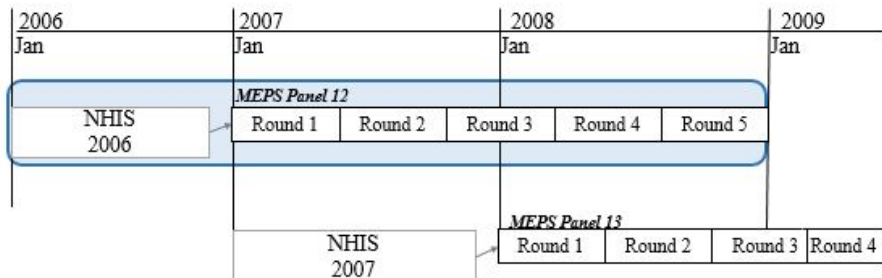 2006 2007 2008 2009
Jan Jan Jan Jan
MEPS Panel 12
NHIS
2006
Round 1 Round 2 Round 3 Round 4 Round 5
MEPS Panel 13
NHIS
2007
Round 1 Round 2 Round 3 Round 4